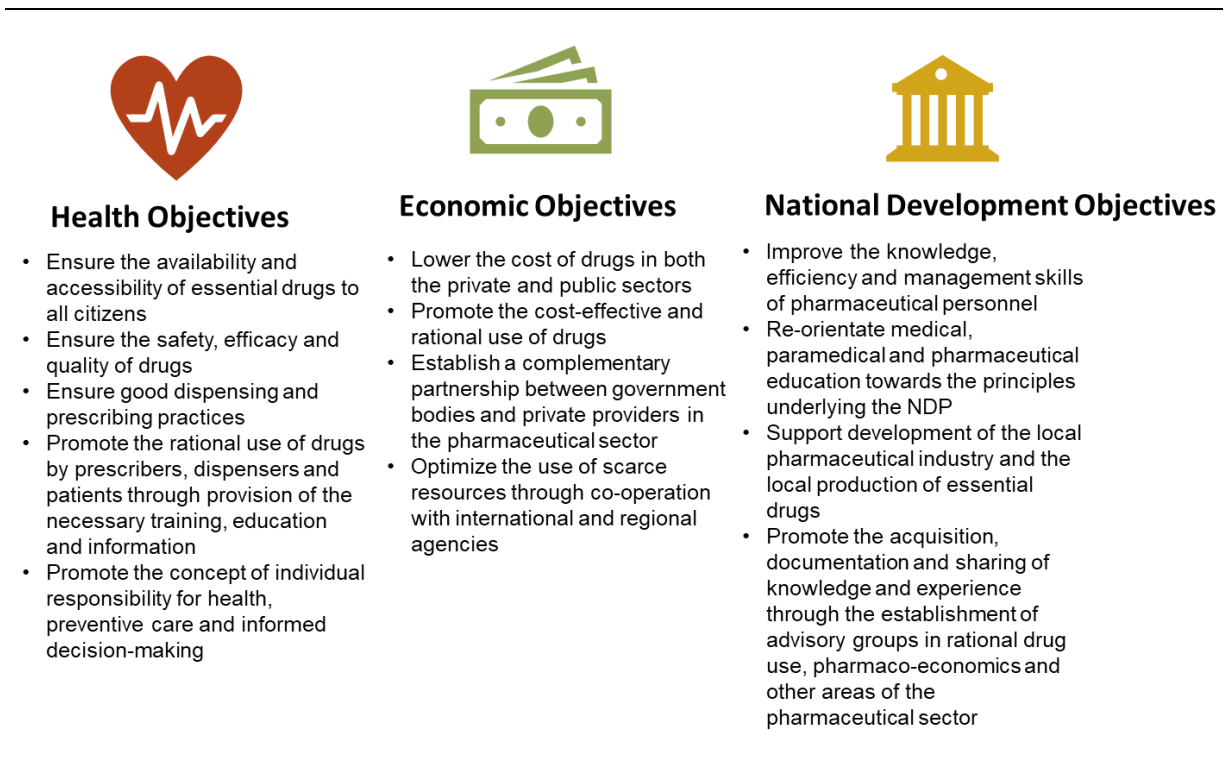 Health Objectives
• Ensure the availability and
accessibility of essential drugs to
all citizens
• Ensure the safety, efficacy and
quality of drugs
• Ensure good dispensing and
prescribing practices
• Promote the rational use of drugs
by prescribers, dispensers and
patients through provision of the
necessary training, education
and information
• Promote the concept of individual
responsibility for health,
preventive care and informed
decision-making
Economic Objectives
• Lower the cost of drugs in both
the private and public sectors
• Promote the cost-effective and
rational use of drugs
• Establish a complementary
partnership between government
bodies and private providers in
the pharmaceutical sector
• Optimize the use of scarce
resources through co-operation
with international and regional
agencies
National Development Objectives
• Improve the knowledge,
efficiency and management skills
of pharmaceutical personnel
• Re-orientate medical,
paramedical and pharmaceutical
education towards the principles
underlying the NDP
• Support development of the local
pharmaceutical industry and the
local production of essential
drugs
• Promote the acquisition,
documentation and sharing of
knowledge and experience
through the establishment of
advisory groups in rational drug
use, pharmaco-economics and
other areas of the
pharmaceutical sector